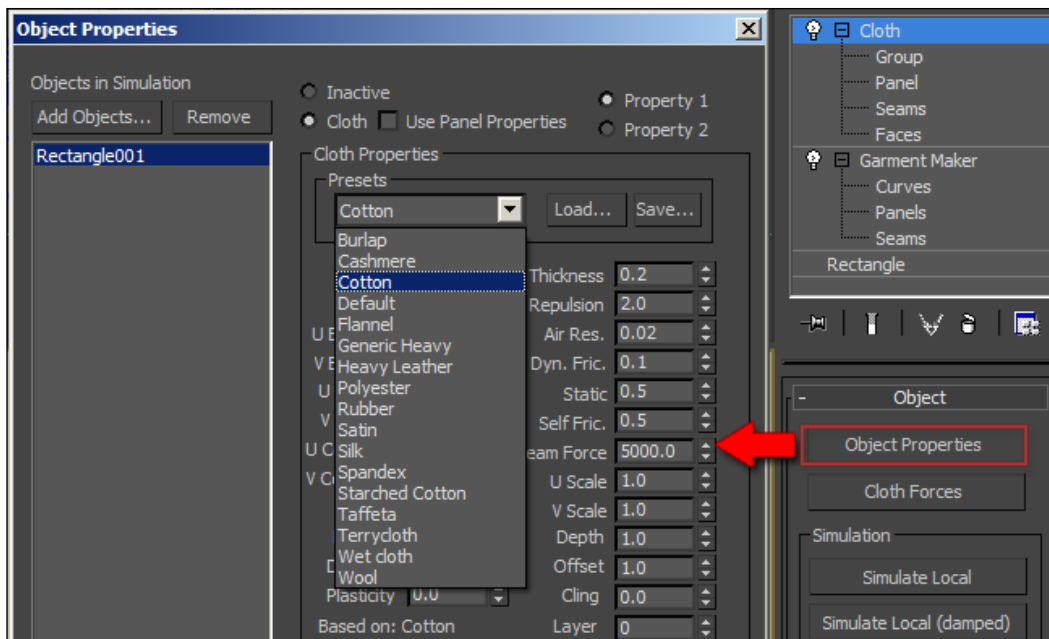 Object Properties
Objects in Simulation
Add Objects...
Remove
Rectangle001
Inactive
Cloth
Use Panel Properties
Property 1
Property 2
Cloth Properties
Presets
Cotton
Load...
Save...
Burlap
Cashmere
Cotton
Default
Flannel
Generic Heavy
Heavy Leather
Polyester
Rubber
Satin
Silk
Spandex
Starched Cotton
Taffeta
Terrycloth
Wet cloth
Wool
Thickness 0.2
Repulsion 2.0
Air Res. 0.02
Dyn. Fric. 0.1
Static 0.5
Self Fric. 0.5
Force 5000.0
U Scale 1.0
V Scale 1.0
Depth 1.0
Offset 1.0
Plasticity 0.0
Cling 0.0
Based on: Cotton
Layer 0
Cloth
Group
Panel
Seams
Faces
Garment Maker
Curves
Panels
Seams
Rectangle
- Object
Object Properties
Cloth Forces
Simulation
Simulate Local
Simulate Local (damped)